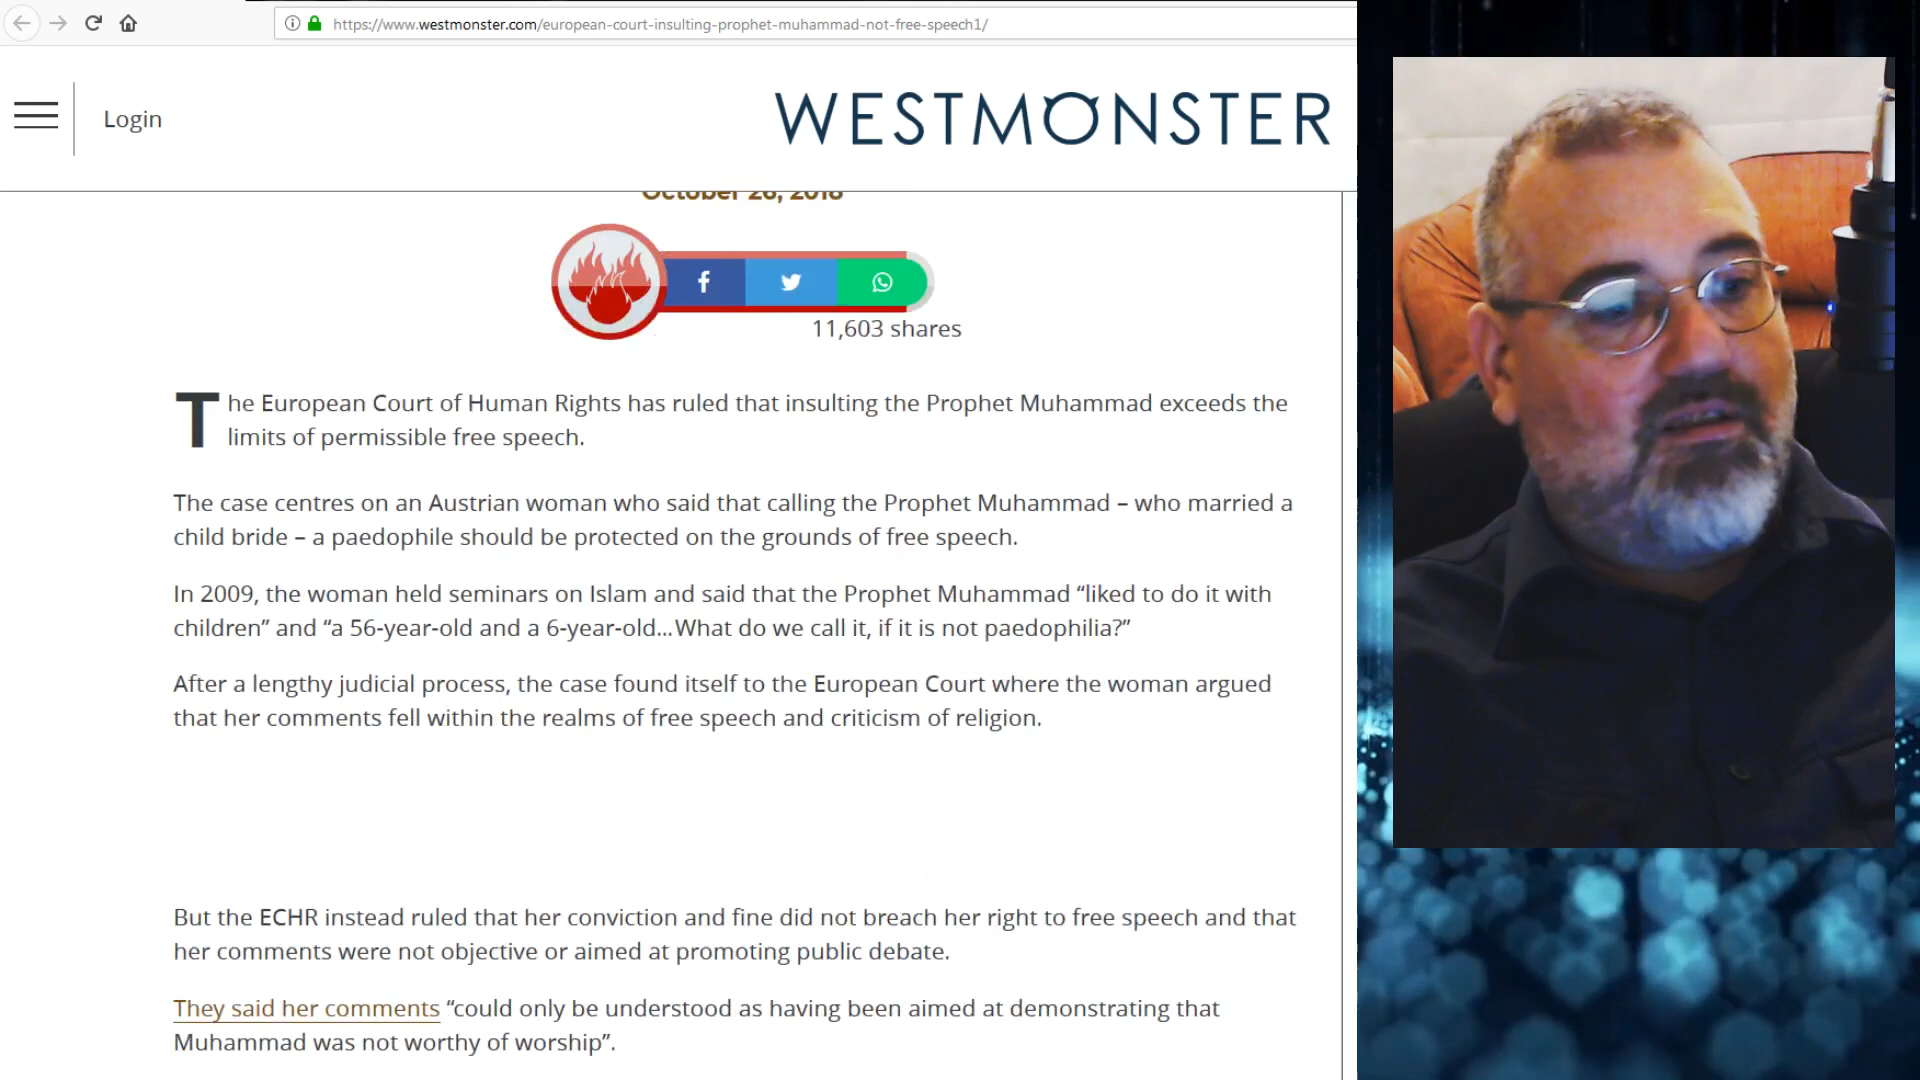 https://www.westmonster.com/european-court-insulting-prophet-muhammad-not-free-speech1/
Login
WESTMONSTER
October 26, 2018
11,603 shares
The European Court of Human Rights has ruled that insulting the Prophet Muhammad exceeds the
limits of permissible free speech.
The case centres on an Austrian woman who said that calling the Prophet Muhammad – who married a
child bride – a paedophile should be protected on the grounds of free speech.
In 2009, the woman held seminars on Islam and said that the Prophet Muhammad “liked to do it with
children” and “a 56-year-old and a 6-year-old…What do we call it, if it is not paedophilia?”
After a lengthy judicial process, the case found itself to the European Court where the woman argued
that her comments fell within the realms of free speech and criticism of religion.
But the ECHR instead ruled that her conviction and fine did not breach her right to free speech and that
her comments were not objective or aimed at promoting public debate.
They said her comments “could only be understood as having been aimed at demonstrating that
Muhammad was not worthy of worship”.